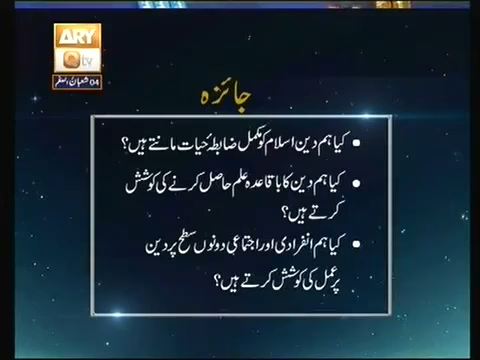 ARY
Qtv
04 شعبان المعظم
جائزہ
• کیا ہم دین اسلام کو مکمل ضابطۂ حیات مانتے ہیں؟
• کیا ہم دین کا باقاعدہ علم حاصل کرنے کی کوشش
کرتے ہیں؟
• کیا ہم انفرادی اور اجتماعی دونوں سطح پر دین
پر عمل کی کوشش کرتے ہیں؟